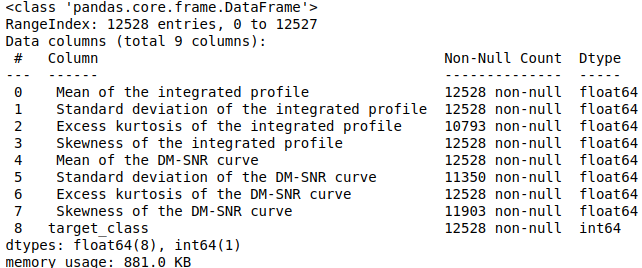 <class 'pandas.core.frame.DataFrame'>
RangeIndex: 12528 entries, 0 to 12527
Data columns (total 9 columns):
 #   Column                                         Non-Null Count  Dtype
---  ------                                         --------------  -----
 0    Mean of the integrated profile                12528 non-null  float64
 1    Standard deviation of the integrated profile  12528 non-null  float64
 2    Excess kurtosis of the integrated profile     10793 non-null  float64
 3    Skewness of the integrated profile            12528 non-null  float64
 4    Mean of the DM-SNR curve                      12528 non-null  float64
 5    Standard deviation of the DM-SNR curve        11350 non-null  float64
 6    Excess kurtosis of the DM-SNR curve           12528 non-null  float64
 7    Skewness of the DM-SNR curve                  11903 non-null  float64
 8   target_class                                   12528 non-null  int64
dtypes: float64(8), int64(1)
memory usage: 881.0 KB